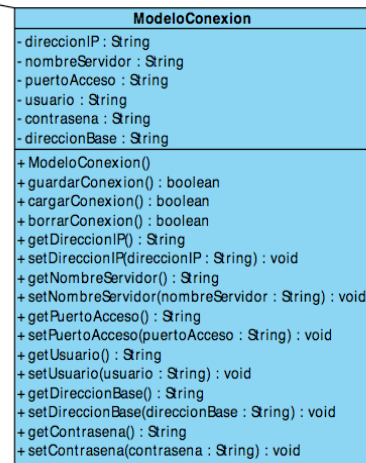 ModeloConexion
- direccionIP : String
- nombreServidor : String
- puertoAcceso : String
- usuario : String
- contrasena : String
- direccionBase : String
+ ModeloConexion()
+ guardarConexion() : boolean
+ cargarConexion() : boolean
+ borrarConexion() : boolean
+ getDireccionIP() : String
+ setDireccionIP(direccionIP : String) : void
+ getNombreServidor() : String
+ setNombreServidor(nombreServidor : String) : void
+ getPuertoAcceso() : String
+ setPuertoAcceso(puertoAcceso : String) : void
+ getUsuario() : String
+ setUsuario(usuario : String) : void
+ getDireccionBase() : String
+ setDireccionBase(direccionBase : String) : void
+ getContrasena() : String
+ setContrasena(contrasena : String) : void